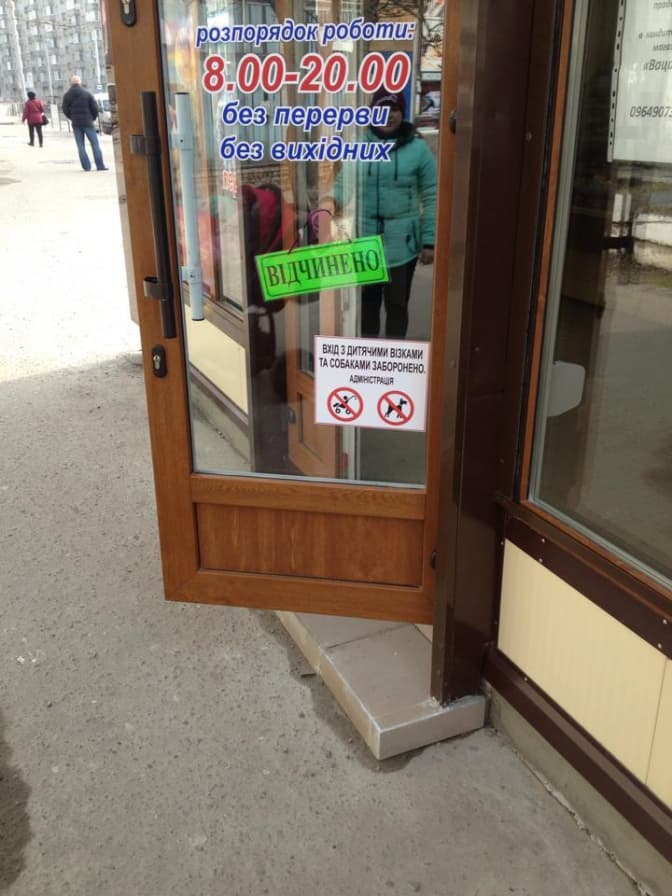 розпорядок роботи:
8.00-20.00
без перерви
без вихідних
ВІДЧИНЕНО
ВХІД З ДИТЯЧИМИ ВІЗКАМИ
ТА СОБАКАМИ ЗАБОРОНЕНО.
АДМІНІСТРАЦІЯ